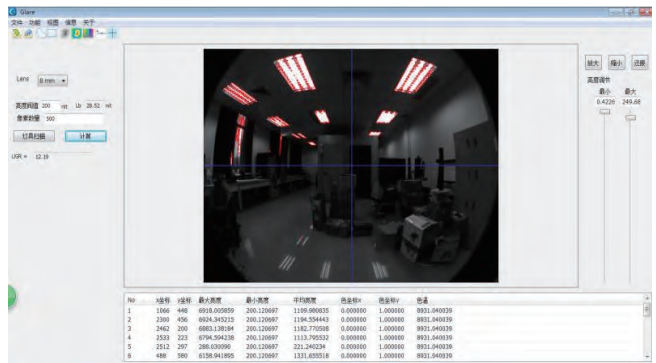 Glare
文件 功能 视图 信息 关于
Lens 8 mm
亮度阈值 200 nit Lb 29.52 nit
像素数量 500
灯具扫描 计算
UGR = 12.19
放大 缩小 还原
亮度调节
最小 最大
0.4226 249.68
No x坐标 y坐标 最大亮度 最小亮度 平均亮度 色坐标x 色坐标y 色温
1 1066 448 6918.005859 200.120697 1109.980835 0.000000 1.000000 8931.040039
2 2300 456 6924.345215 200.120697 1194.554443 0.000000 1.000000 8931.040039
3 2462 200 6883.138184 200.120697 1182.770508 0.000000 1.000000 8931.040039
4 2533 223 6794.594238 200.120697 1113.795532 0.000000 1.000000 8931.040039
5 2512 297 286.030090 200.120697 221.240234 0.000000 1.000000 8931.040039
6 488 580 6158.941895 200.120697 1331.655518 0.000000 1.000000 8931.040039